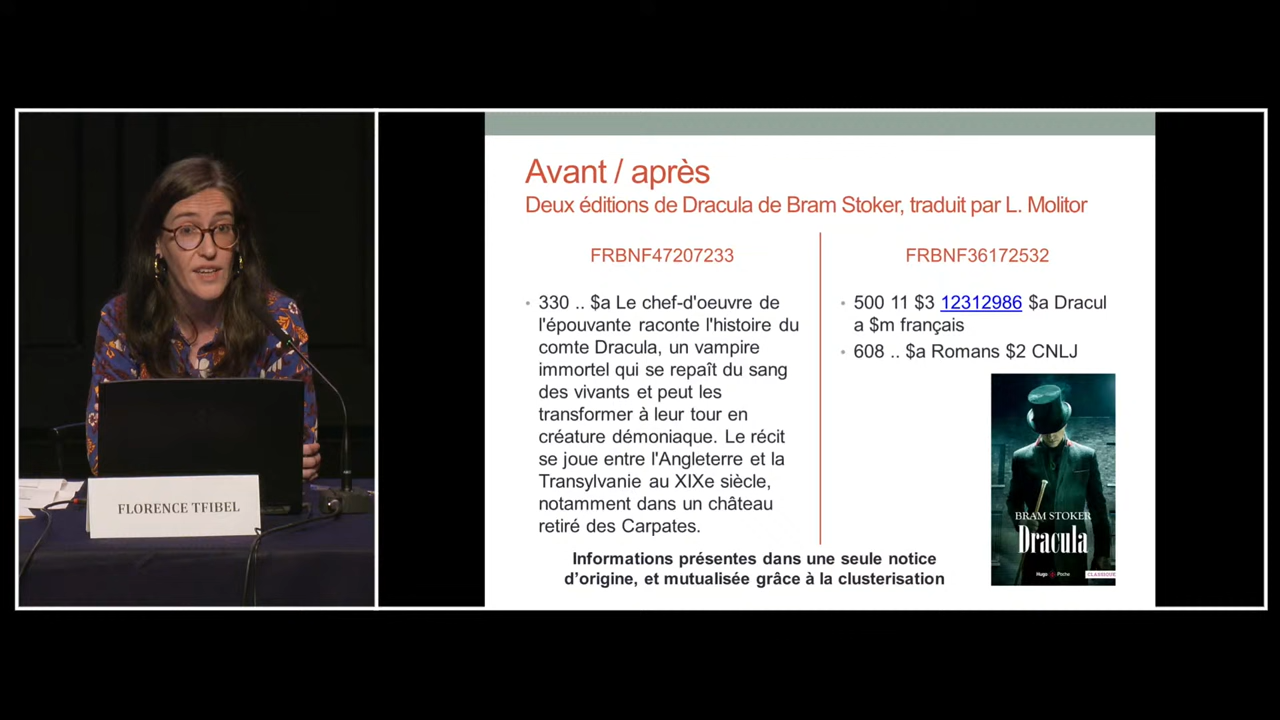 FLORENCE TFIBEL
Avant / après
Deux éditions de Dracula de Bram Stoker, traduit par L. Molitor
FRBNF47207233
• 330 .. $a Le chef-d'oeuvre de
l'épouvante raconte l'histoire du
comte Dracula, un vampire
immortel qui se repaît du sang
des vivants et peut les
transformer à leur tour en
créature démoniaque. Le récit
se joue entre l'Angleterre et la
Transylvanie au XIXe siècle,
notamment dans un château
retiré des Carpates.
FRBNF36172532
• 500 11 $3 12312986 $a Dracul
a $m français
• 608 .. $a Romans $2 CNLJ
BRAM STOKER
Dracula
Hugo Poche
CLASSIQUE
Informations présentes dans une seule notice
d'origine, et mutualisée grâce à la clusterisation